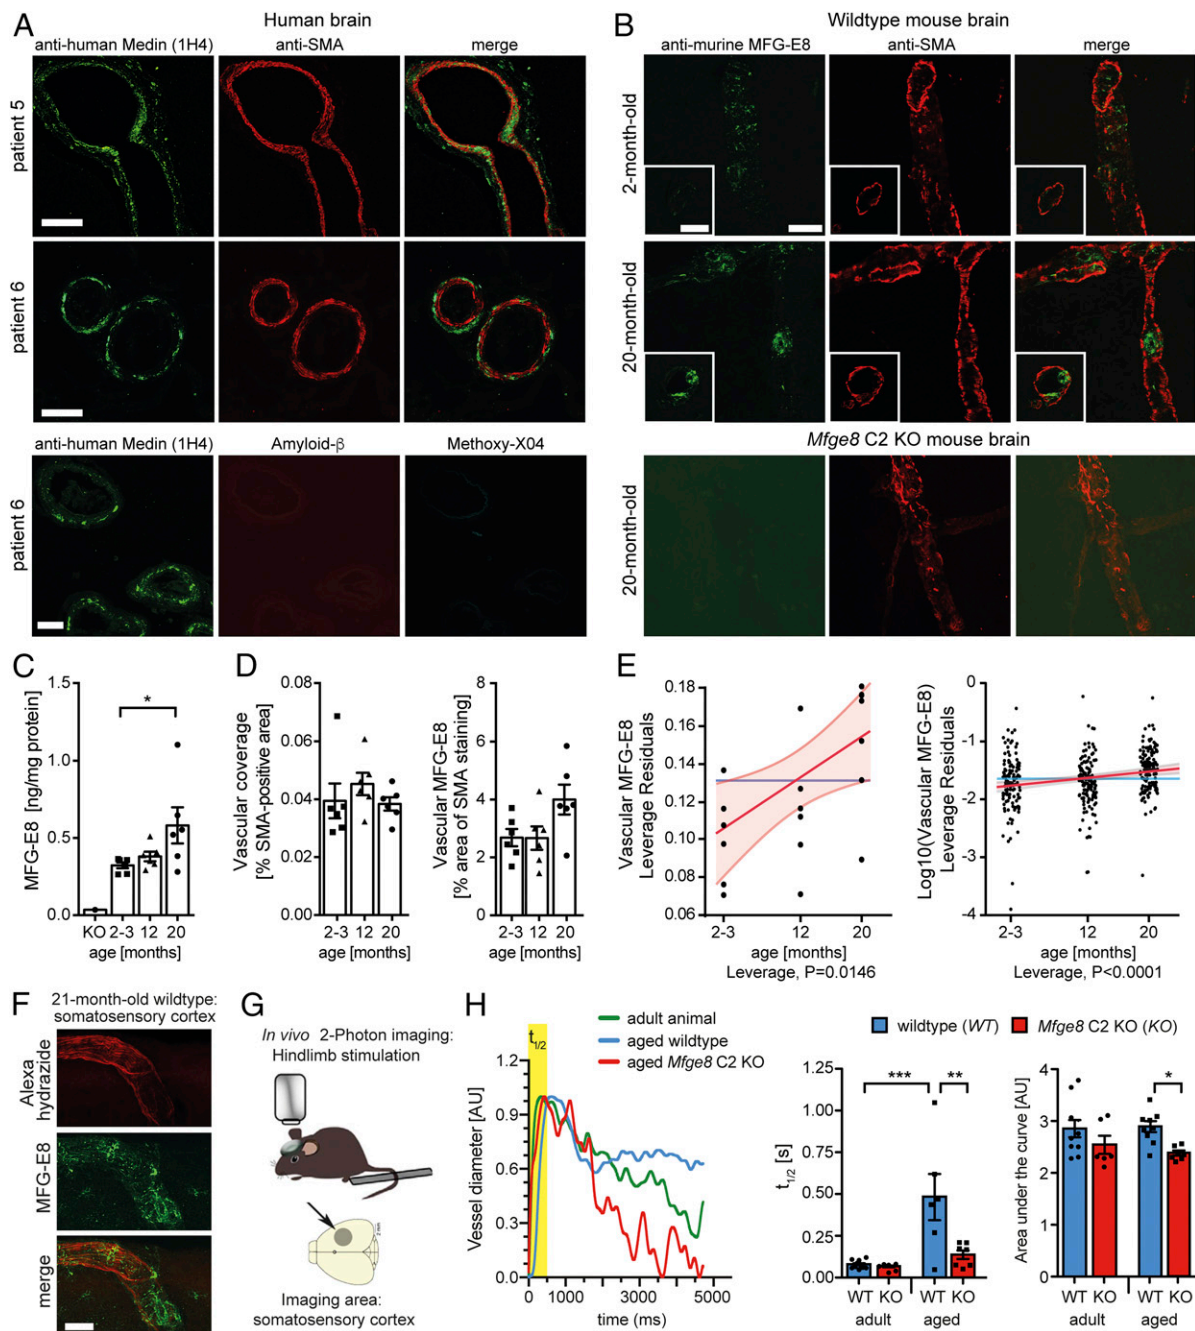 A
Human brain
anti-human Medin (1H4)
anti-SMA
merge
patient 5
patient 6
anti-human Medin (1H4)
Amyloid-β
Methoxy-X04
patient 6
B
Wildtype mouse brain
anti-murine MFG-E8
anti-SMA
merge
2-month-old
20-month-old
Mfge8 C2 KO mouse brain
20-month-old
C
MFG-E8 [ng/mg protein]
1.5
1.0
0.5
0.0
*
KO 2-3 12 20
age [months]
D
Vascular coverage
[% SMA-positive area]
0.08
0.06
0.04
0.02
0.00
2-3 12 20
age [months]
Vascular MFG-E8
[% area of SMA staining]
8
6
4
2
0
2-3 12 20
age [months]
E
Vascular MFG-E8
Leverage Residuals
0.18
0.16
0.14
0.12
0.10
0.08
0.06
2-3 12 20
age [months]
Leverage, P=0.0146
Log10(Vascular MFG-E8)
Leverage Residuals
-0
-1
-2
-3
-4
2-3 12 20
age [months]
Leverage, P<0.0001
F
21-month-old wildtype:
somatosensory cortex
Alexa
hydrazide
MFG-E8
merge
G
In vivo 2-Photon imaging:
Hindlimb stimulation
Imaging area:
somatosensory cortex
H
t1/2
adult animal
aged wildtype
aged Mfge8 C2 KO
Vessel diameter [AU]
1.2
0.9
0.6
0.3
0.0
0 1000 3000 5000
time (ms)
wildtype (WT)
Mfge8 C2 KO (KO)
t1/2 [s]
1.25
1.00
0.75
0.50
0.25
0.00
***
**
WT KO WT KO
adult aged
Area under the curve [AU]
4
3
2
1
0
*
WT KO WT KO
adult aged